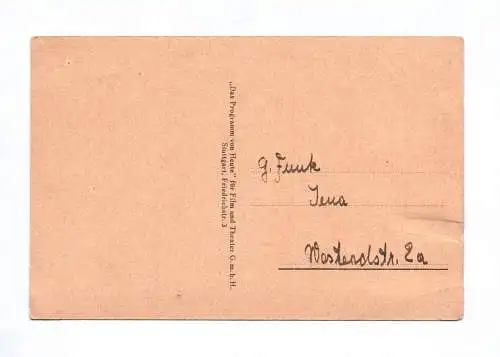 „Das Programm von Heute“ für Film und Theater G. m. b. H.
Stuttgart, Friedrichstr. 3
G. Funk
Jena
Westendstr. 2a